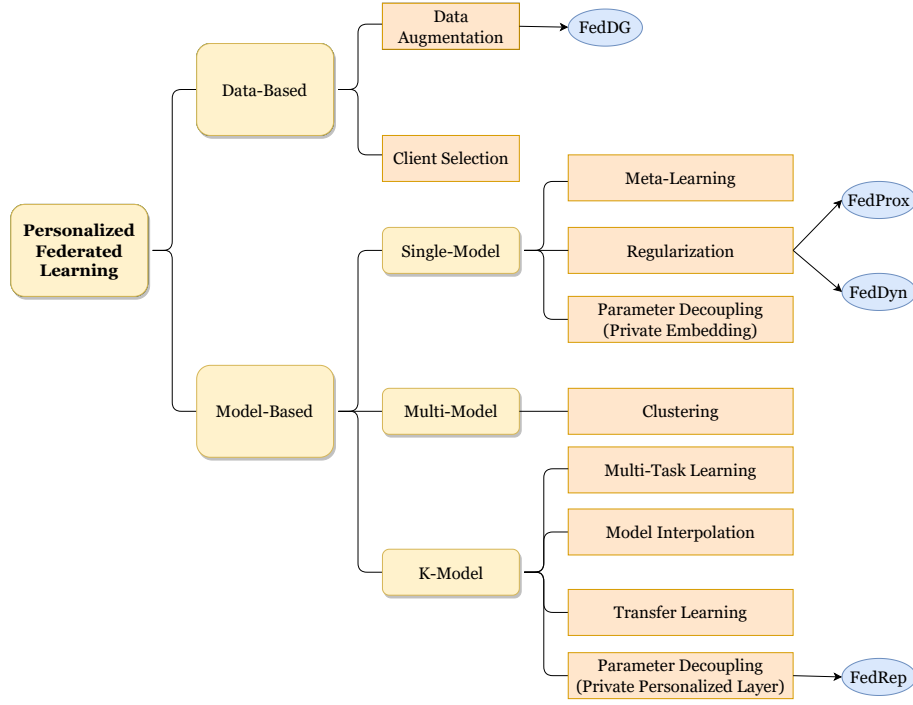 Personalized
Federated
Learning
Data-Based
Data
Augmentation
FedDG
Client Selection
Model-Based
Single-Model
Meta-Learning
Regularization
FedProx
FedDyn
Parameter Decoupling
(Private Embedding)
Multi-Model
Clustering
K-Model
Multi-Task Learning
Model Interpolation
Transfer Learning
Parameter Decoupling
(Private Personalized Layer)
FedRep